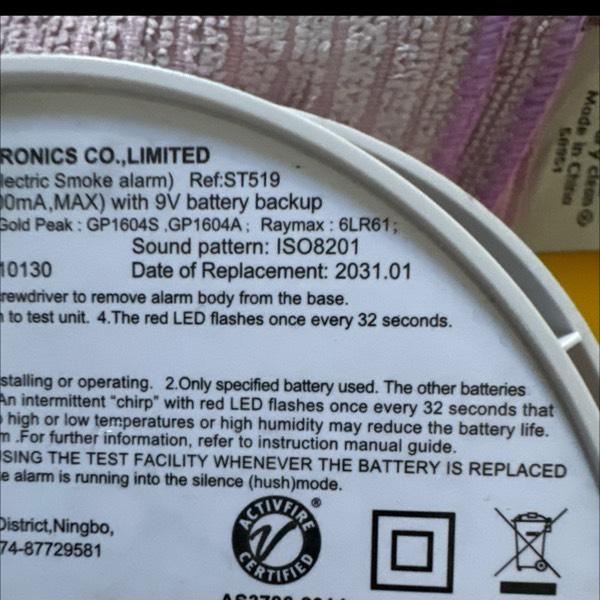 RONICS CO.,LIMITED
lectric Smoke alarm) Ref:ST519
00mA,MAX) with 9V battery backup
Gold Peak : GP1604S ,GP1604A ; Raymax : 6LR61;
Sound pattern: ISO8201
10130 Date of Replacement: 2031.01
rewdriver to remove alarm body from the base.
n to test unit. 4.The red LED flashes once every 32 seconds.
stalling or operating. 2.Only specified battery used. The other batteries
An intermittent "chirp" with red LED flashes once every 32 seconds that
high or low temperatures or high humidity may reduce the battery life.
m .For further information, refer to instruction manual guide.
SING THE TEST FACILITY WHENEVER THE BATTERY IS REPLACED
e alarm is running into the silence (hush)mode.
District,Ningbo,
74-87729581
ACTIVFIRE ®
CERTIFIED
Made in China